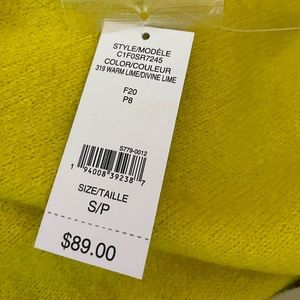 STYLE/MODÈLE
C1F0SR7245
COLOR/COULEUR
319 WARM LIME/DIVINE LIME
F20
P8
S779-0012
1 94008 39238 7
SIZE/TAILLE
S/P
$89.00